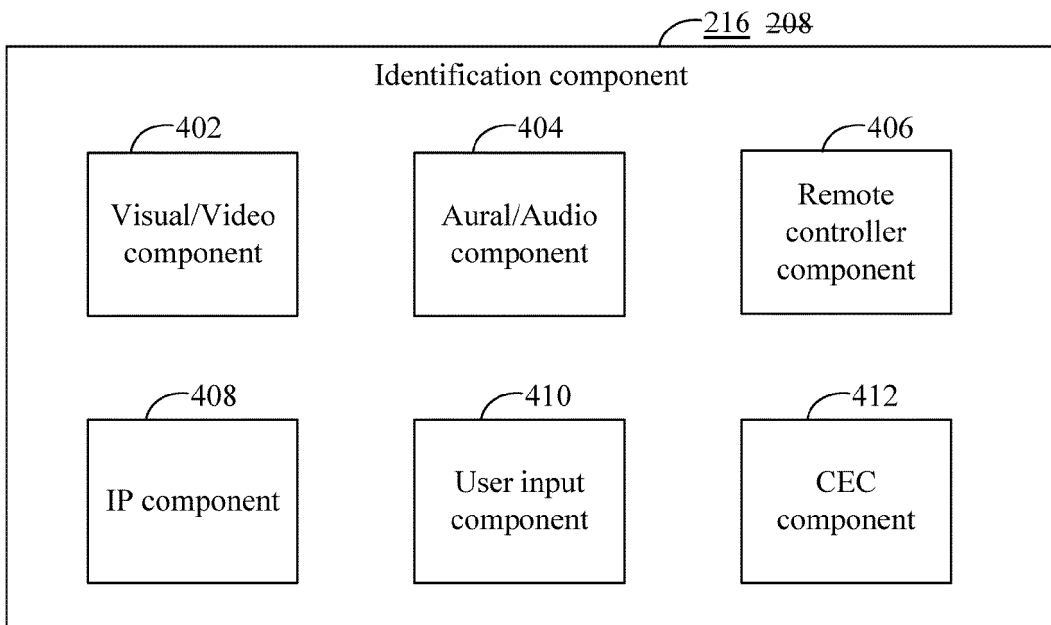 216 208
Identification component
402
404
406
Visual/Video
component
Aural/Audio
component
Remote
controller
component
408
410
412
IP component
User input
component
CEC
component